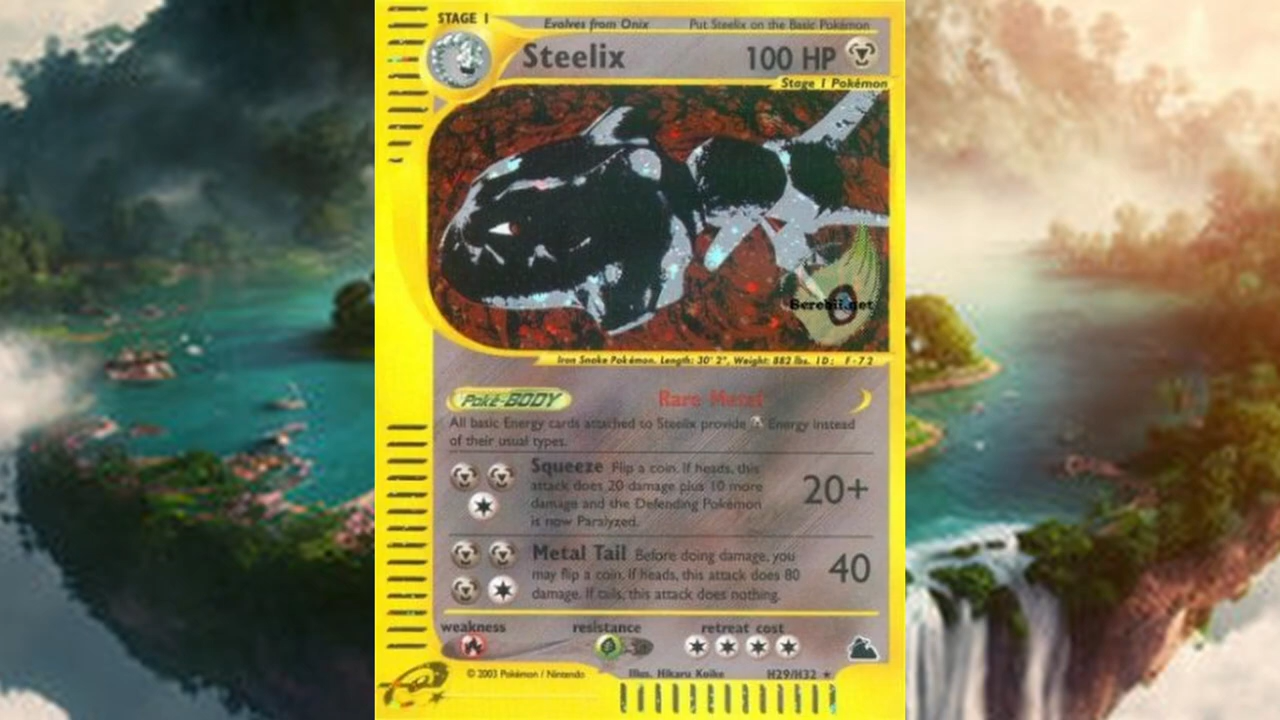 STAGE 1 Evolves from Onix Put Steelix on the Basic Pokémon
Steelix 100 HP
Stage 1 Pokémon
Serebii.net
Iron Snake Pokémon. Length: 30' 2", Weight: 882 lbs. ID: F-72
Poké-BODY Rare Metal
All basic Energy cards attached to Steelix provide Energy instead
of their usual types.
Squeeze Flip a coin. If heads, this
attack does 20 damage plus 10 more
damage and the Defending Pokémon
is now Paralyzed.
20+
Metal Tail Before doing damage, you
may flip a coin. If heads, this attack does 80
damage. If tails, this attack does nothing.
40
weakness resistance retreat cost
© 2003 Pokémon / Nintendo Illus. Hikaru Koike H29/H32